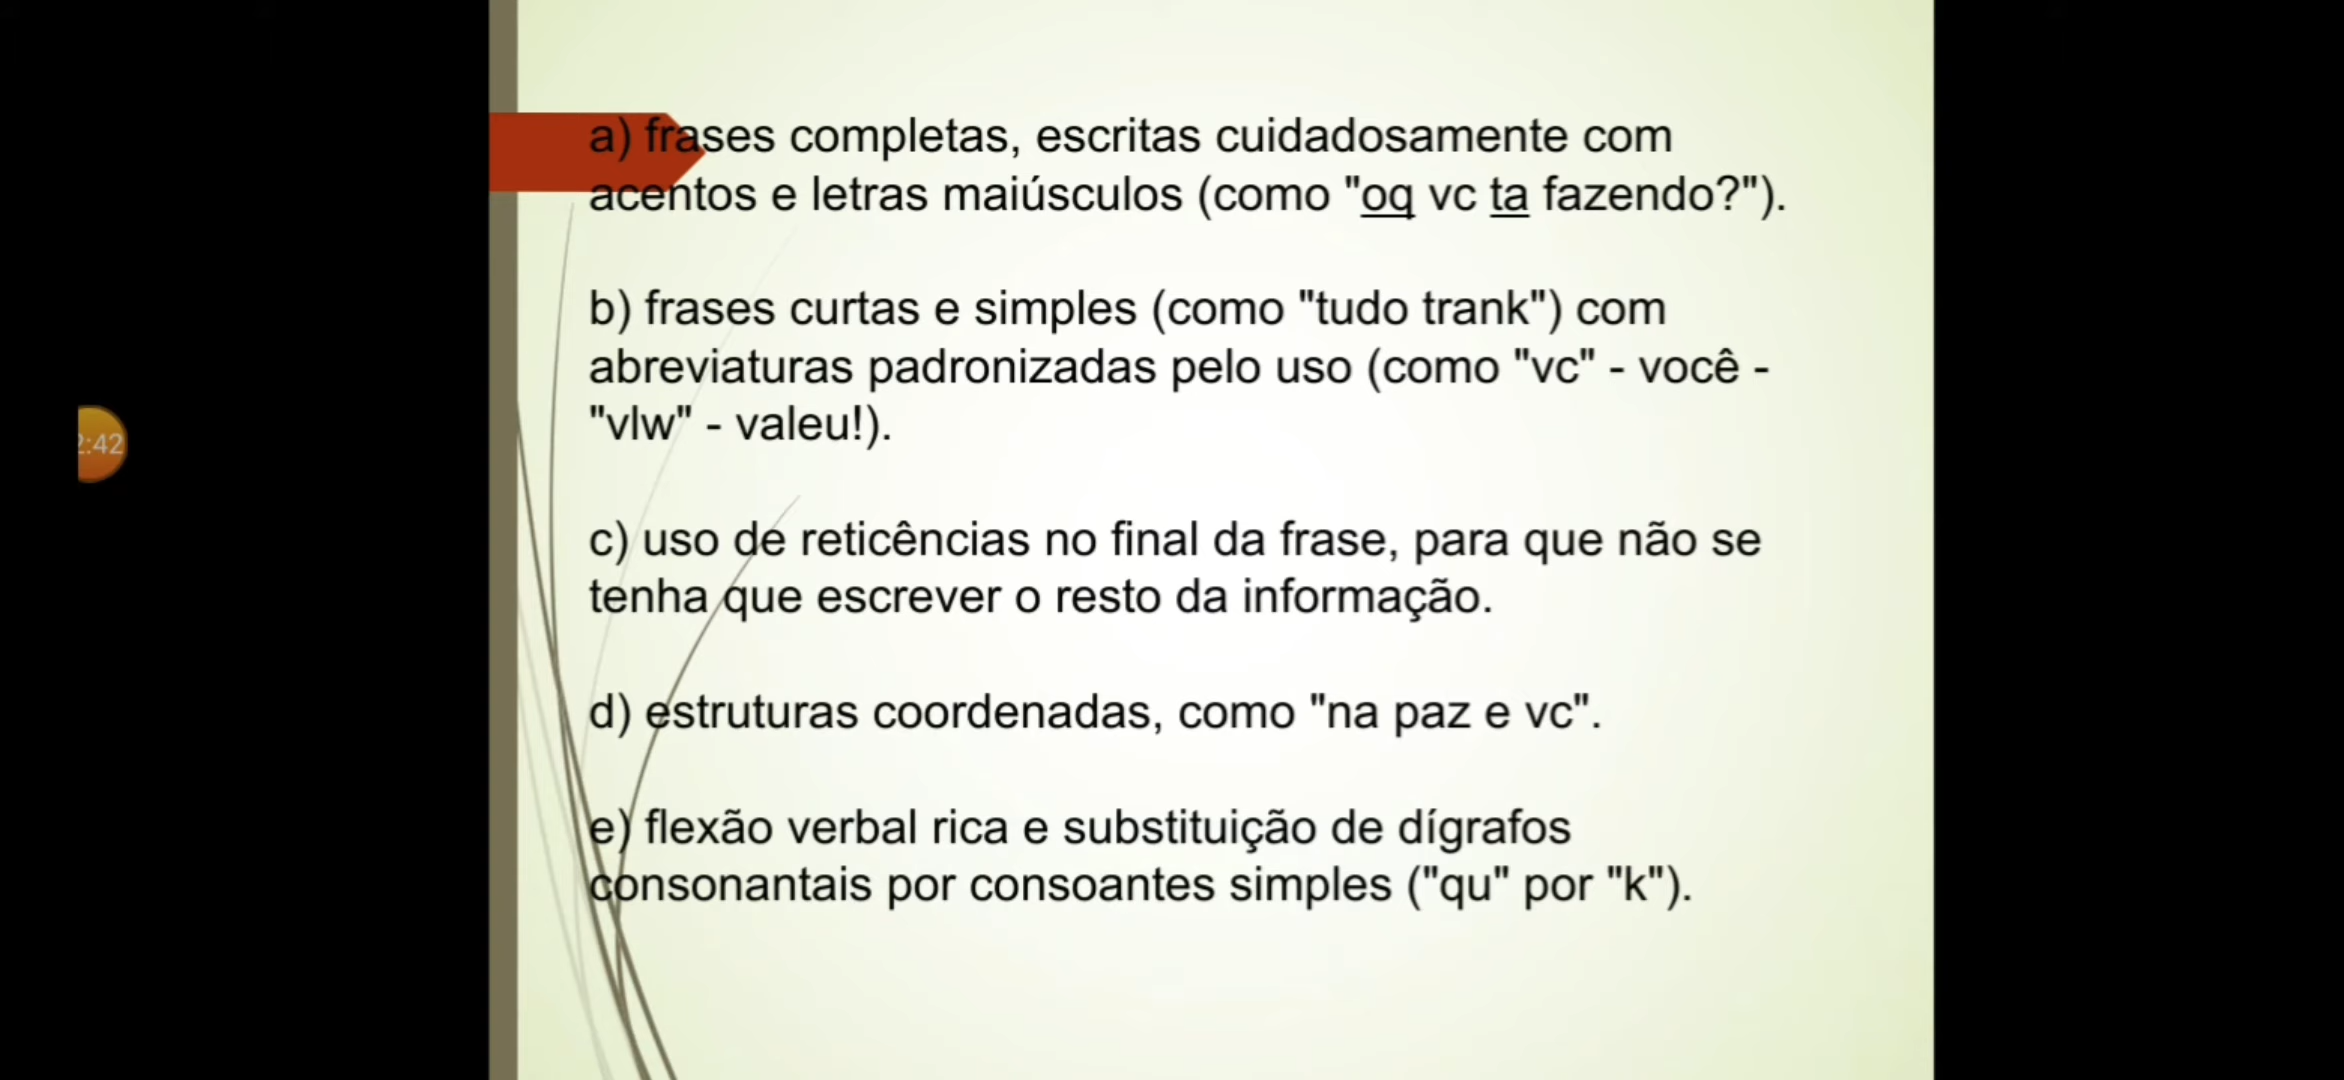 a) frases completas, escritas cuidadosamente com
acentos e letras maiúsculos (como "oq vc ta fazendo?").
b) frases curtas e simples (como "tudo trank") com
abreviaturas padronizadas pelo uso (como "vc" - você -
"vlw" - valeu!).
c) uso de reticências no final da frase, para que não se
tenha que escrever o resto da informação.
d) estruturas coordenadas, como "na paz e vc".
e) flexão verbal rica e substituição de dígrafos
consonantais por consoantes simples ("qu" por "k").
:42